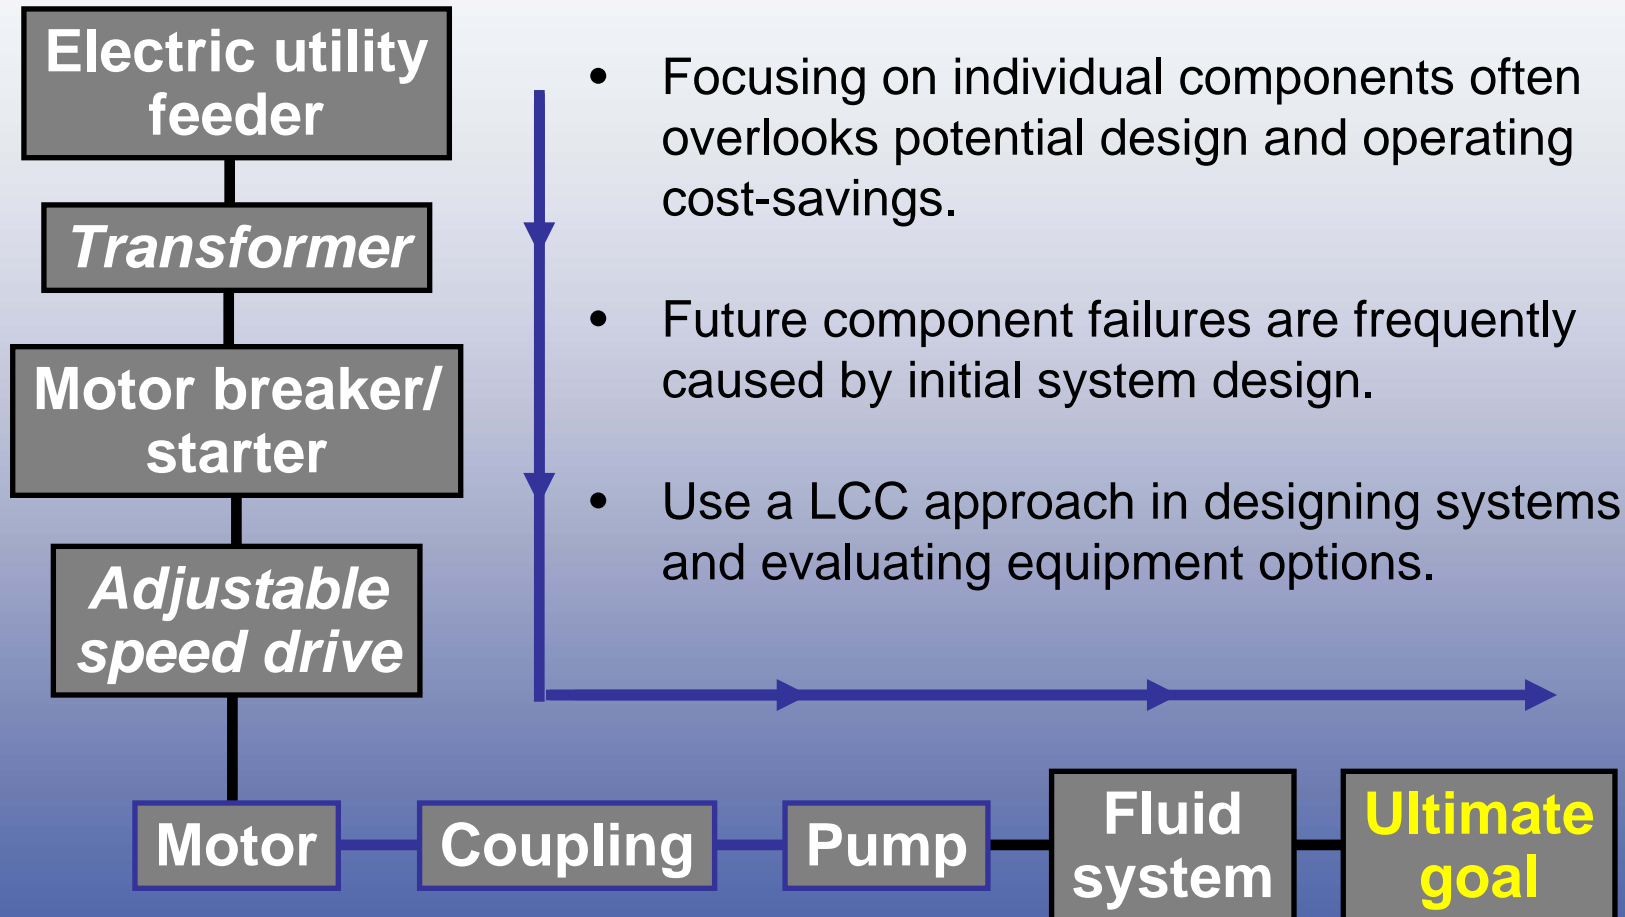 Electric utility
feeder
Transformer
Motor breaker/
starter
Adjustable
speed drive
• Focusing on individual components often
overlooks potential design and operating
cost-savings.
• Future component failures are frequently
caused by initial system design.
• Use a LCC approach in designing systems
and evaluating equipment options.
Motor
Coupling
Pump
Fluid
system
Ultimate
goal